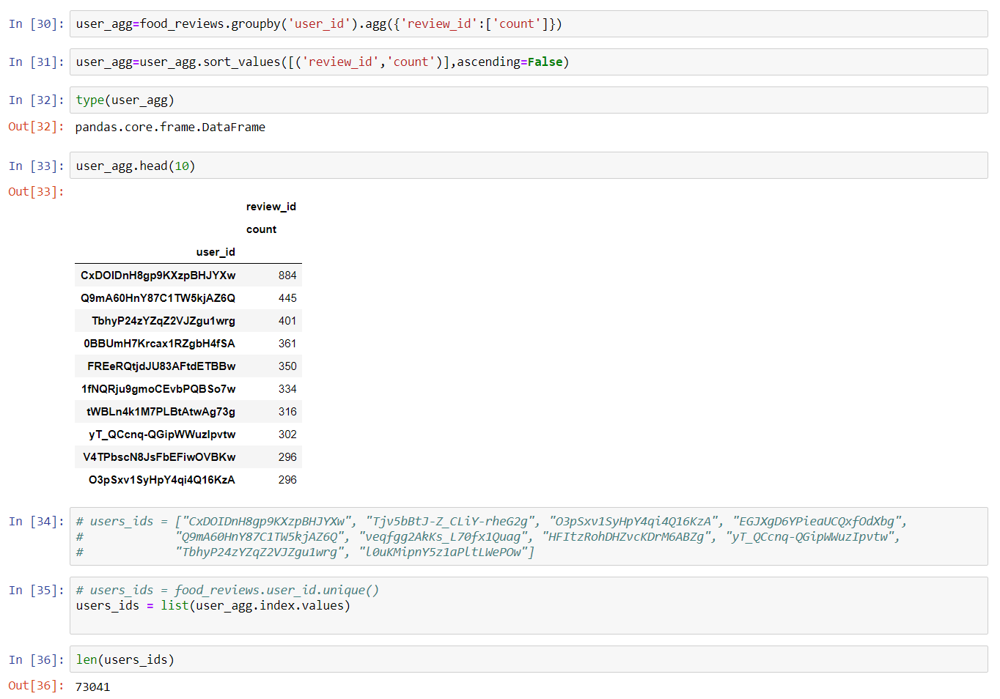 In [30]: user_agg=food_reviews.groupby('user_id').agg({'review_id':['count']})
In [31]: user_agg=user_agg.sort_values([('review_id','count')],ascending=False)
In [32]: type(user_agg)
Out[32]: pandas.core.frame.DataFrame
In [33]: user_agg.head(10)
Out[33]:
review_id
count
user_id
CxDOIDnH8gp9KXzpBHJYXw 884
Q9mA60HnY87C1TW5kjAZ6Q 445
TbhyP24zYZqZ2VJZgu1wrg 401
0BBUmH7Krcax1RZgbH4fSA 361
FREeRQtjdJU83AFtdETBBw 350
1fNQRju9gmoCEvbPQBSo7w 334
tWBLn4k1M7PLBtAtwAg73g 316
yT_QCcnq-QGipWWuzIpvtw 302
V4TPbscN8JsFbEFiwOVBKw 296
O3pSxv1SyHpY4qi4Q16KzA 296
In [34]: # users_ids = ["CxDOIDnH8gp9KXzpBHJYXw", "Tjv5bBtJ-Z_CLiY-rheG2g", "O3pSxv1SyHpY4qi4Q16KzA", "EGJXgD6YPieaUCQxfOdXbg",
# "Q9mA60HnY87C1TW5kjAZ6Q", "veqfgg2AkKs_L70fx1Quag", "HFItzRohDHZvcKDrM6ABZg", "yT_QCcnq-QGipWWuzIpvtw",
# "TbhyP24zYZqZ2VJZgu1wrg", "l0uKMipnY5z1aPltLWePOw"]
In [35]: # users_ids = food_reviews.user_id.unique()
users_ids = list(user_agg.index.values)
In [36]: len(users_ids)
Out[36]: 73041